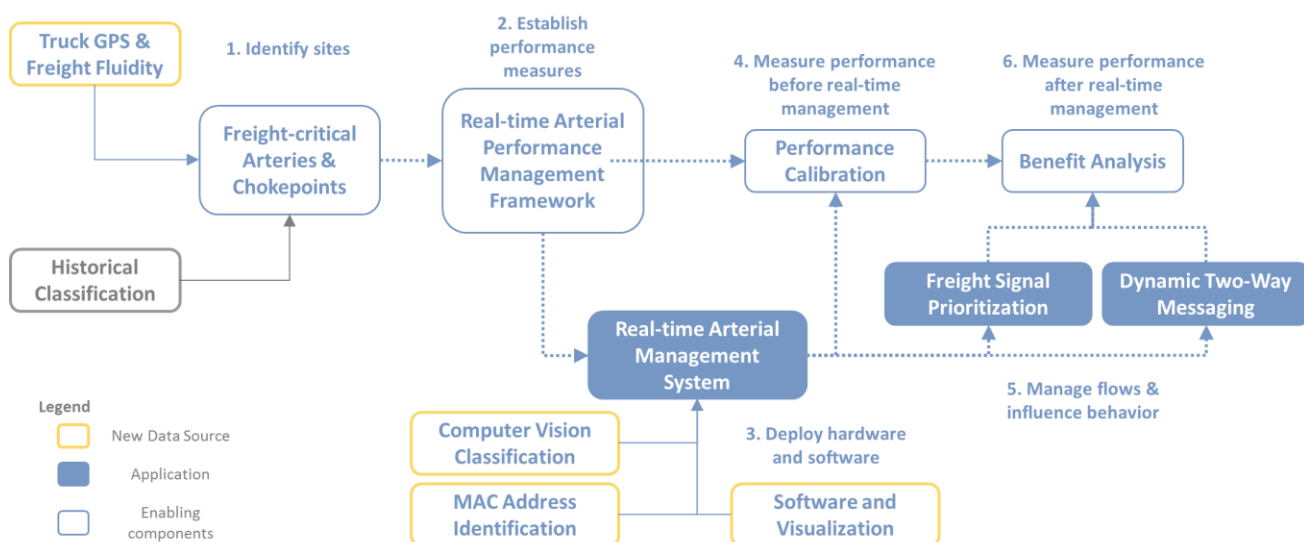 Truck GPS &
Freight Fluidity
1. Identify sites
2. Establish
performance
measures
4. Measure performance
before real-time
management
6. Measure performance
after real-time
management
Freight-critical
Arteries &
Chokepoints
Real-time Arterial
Performance
Management
Framework
Performance
Calibration
Benefit Analysis
Historical
Classification
Freight Signal
Prioritization
Dynamic Two-Way
Messaging
Real-time Arterial
Management
System
5. Manage flows &
influence behavior
Computer Vision
Classification
3. Deploy hardware
and software
MAC Address
Identification
Software and
Visualization
Legend
New Data Source
Application
Enabling
components